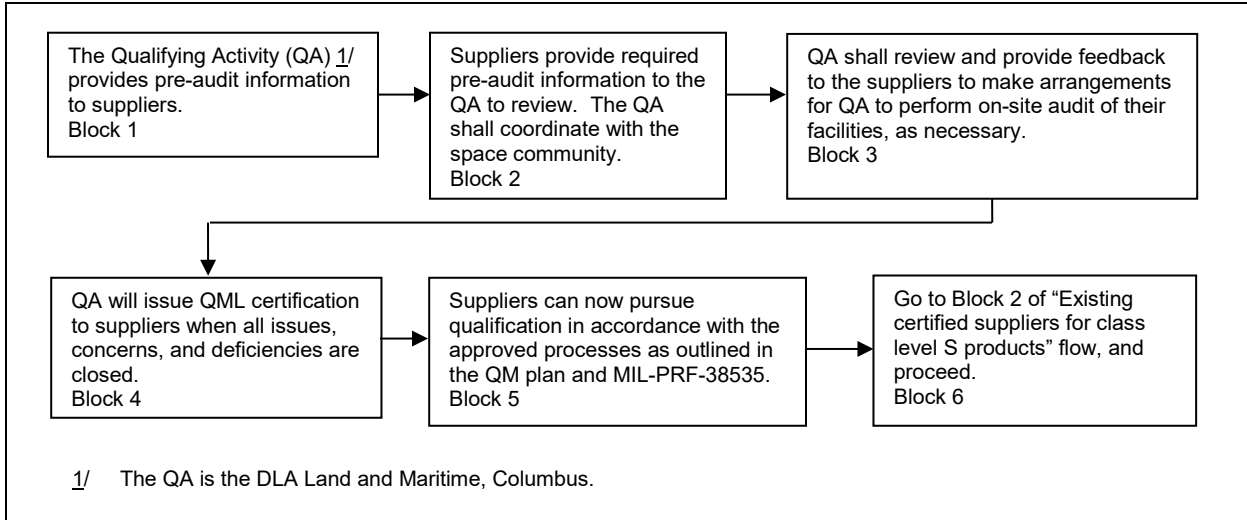 The Qualifying Activity (QA) 1/
provides pre-audit information
to suppliers.
Block 1
Suppliers provide required
pre-audit information to the
QA to review.  The QA
shall coordinate with the
space community.
Block 2
QA shall review and provide feedback
to the suppliers to make arrangements
for QA to perform on-site audit of their
facilities, as necessary.
Block 3
QA will issue QML certification
to suppliers when all issues,
concerns, and deficiencies are
closed.
Block 4
Suppliers can now pursue
qualification in accordance with the
approved processes as outlined in
the QM plan and MIL-PRF-38535.
Block 5
Go to Block 2 of “Existing
certified suppliers for class
level S products” flow, and
proceed.
Block 6
1/ The QA is the DLA Land and Maritime, Columbus.